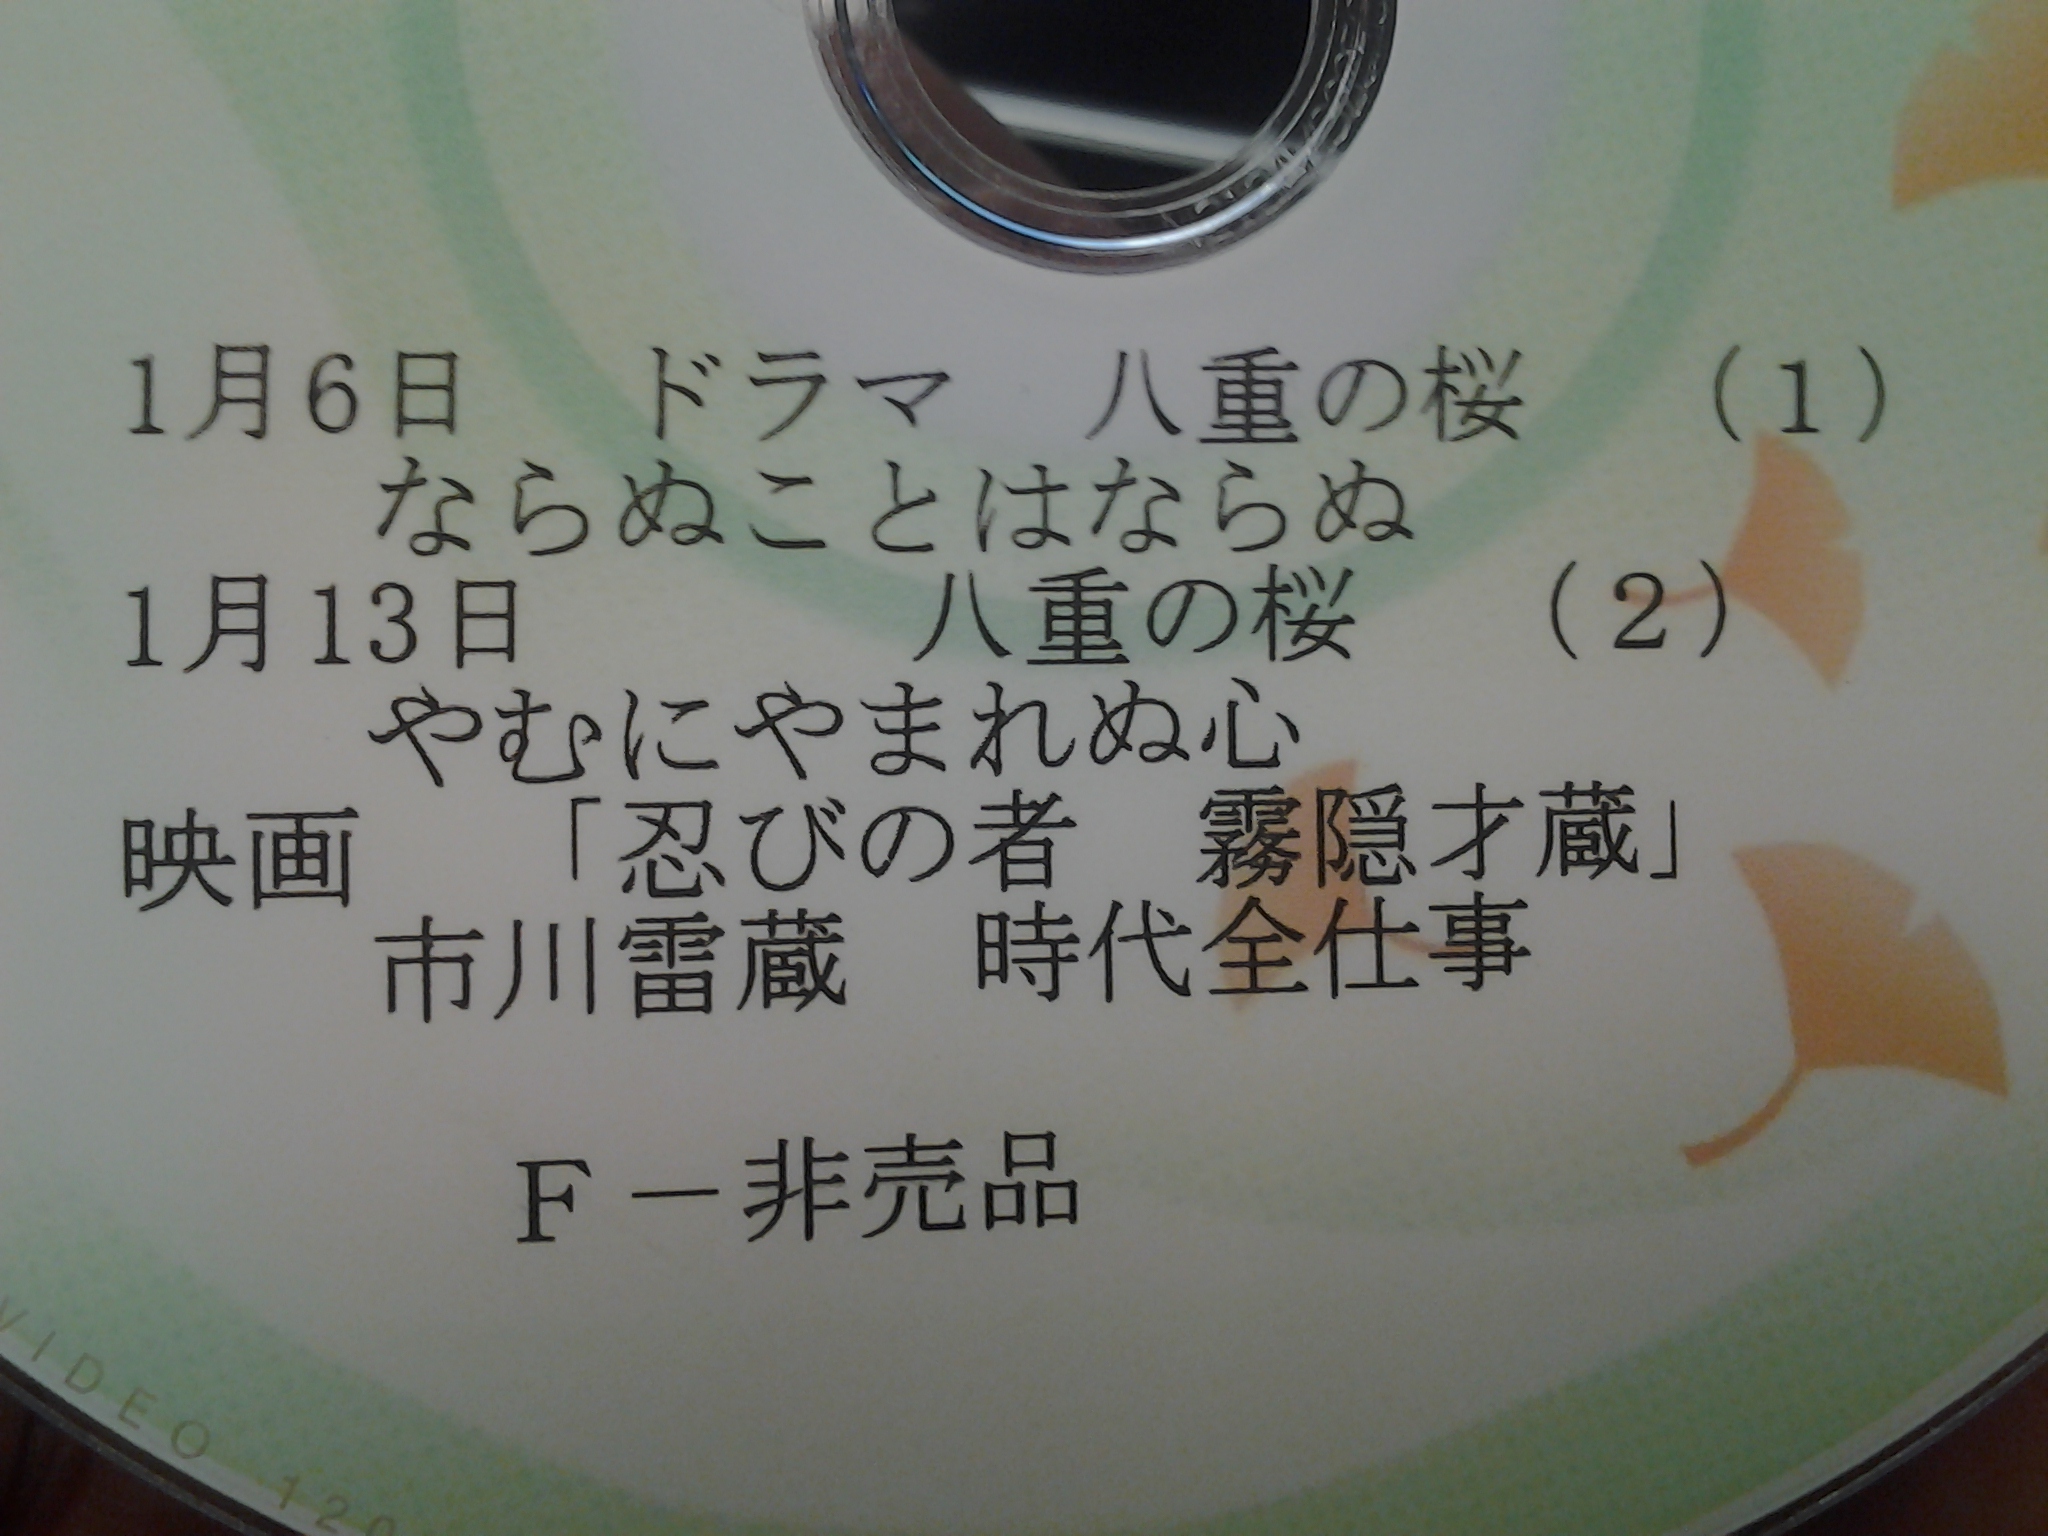 1月6日　ドラマ　八重の桜　（1）
ならぬことはならぬ
1月13日　　　八重の桜　（2）
やむにやまれぬ心
映画　「忍びの者　霧隠才蔵」
市川雷蔵　時代全仕事
F－非売品
VIDEO 120